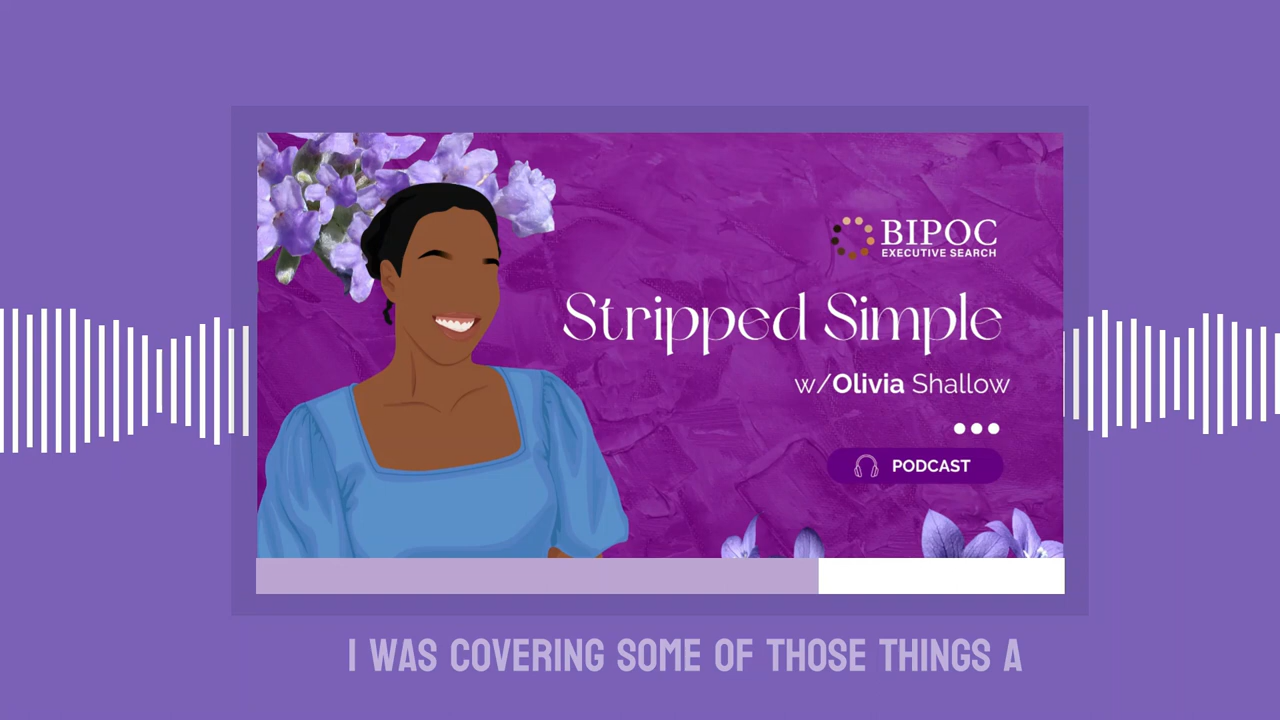 BIPOC
EXECUTIVE SEARCH
Stripped Simple
w/Olivia Shallow
PODCAST
I WAS COVERING SOME OF THOSE THINGS A